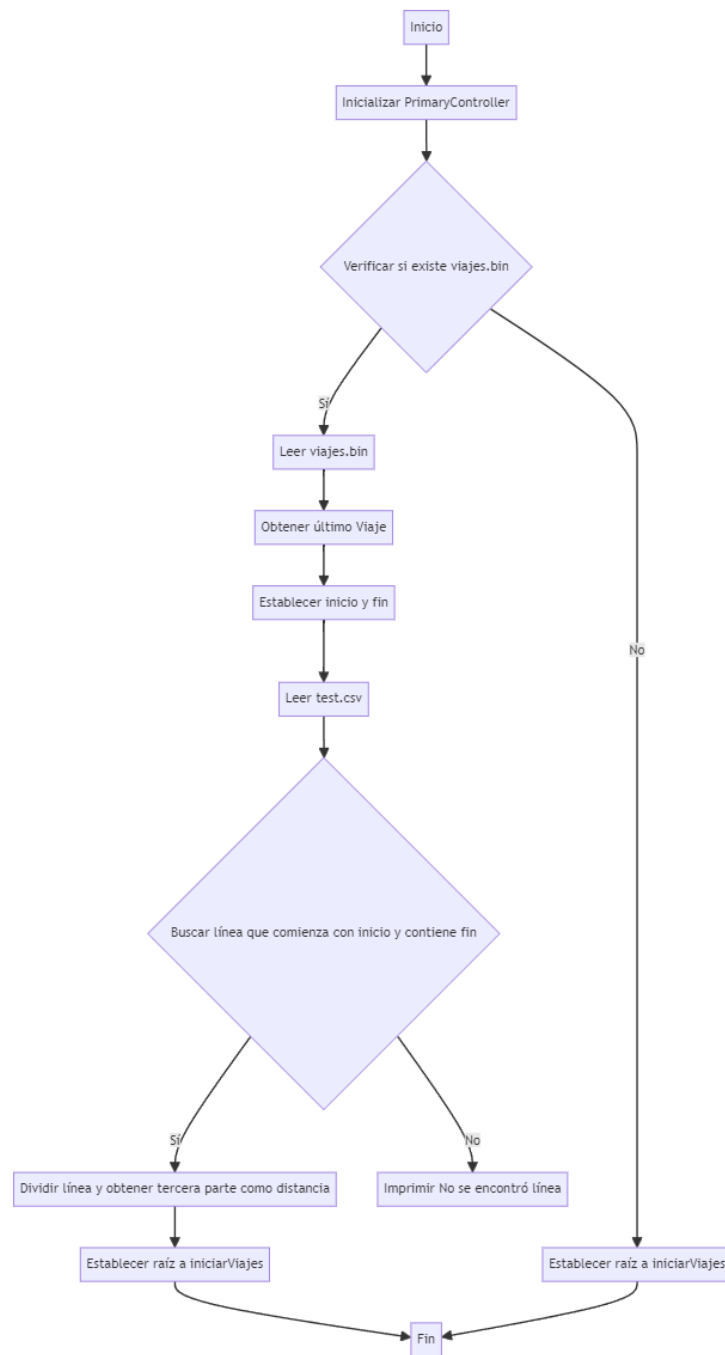 Inicio
Inicializar PrimaryController
Verificar si existe viajes.bin
Sí
Leer viajes.bin
Obtener último Viaje
Establecer inicio y fin
No
Leer test.csv
Buscar línea que comienza con inicio y contiene fin
Sí
No
Dividir línea y obtener tercera parte como distancia
Imprimir No se encontró línea
Establecer raíz a iniciarViajes
Establecer raíz a iniciarViajes
Fin